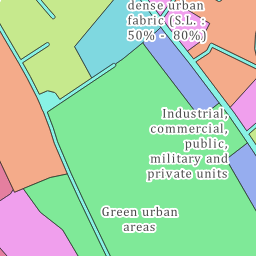 dense urban
fabric (S.L. :
50% - 80%)
Industrial,
commercial,
public,
military and
private units
Green urban
areas